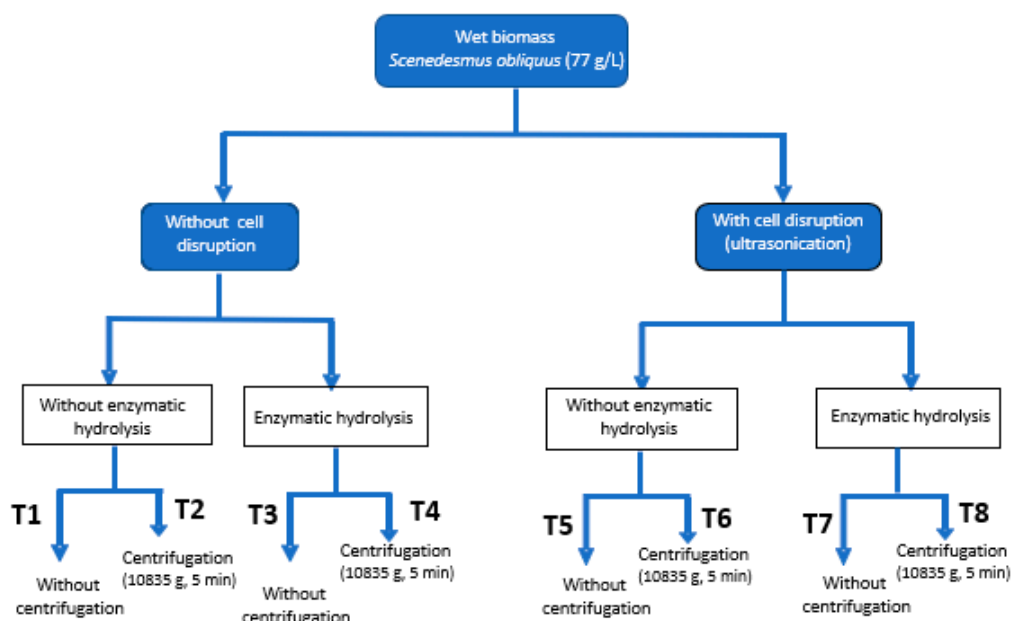 Wet biomass
Scenedesmus obliquus (77 g/L)
Without cell
disruption
With cell disruption
(ultrasonication)
Without enzymatic
hydrolysis
Enzymatic hydrolysis
Without enzymatic
hydrolysis
Enzymatic hydrolysis
T1
T2
T3
T4
T5
T6
T7
T8
Without
centrifugation
Centrifugation
(10835 g, 5 min)
Without
centrifugation
Centrifugation
(10835 g, 5 min)
Without
centrifugation
Centrifugation
(10835 g, 5 min)
Without
centrifugation
Centrifugation
(10835 g, 5 min)